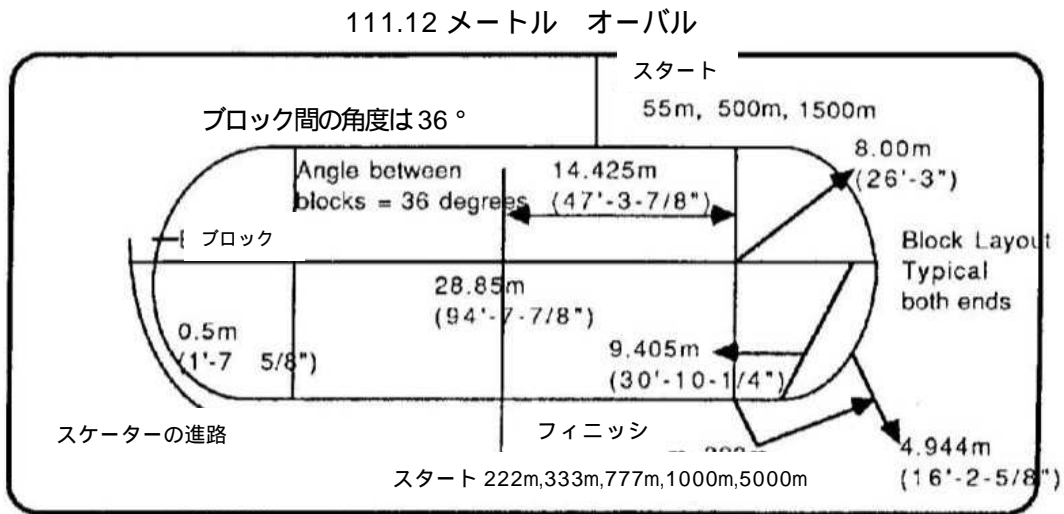 111.12 メートル　オーバル
スタート
55m, 500m, 1500m
ブロック間の角度は 36 °
Angle between
blocks = 36 degrees
14.425m
(47'-3-7/8")
8.00m
(26'-3")
ブロック
Block Layout
Typical
both ends
28.85m
(94'-7-7/8")
0.5m
(1'-7 5/8")
9.405m
(30'-10-1/4")
スケーターの進路
フィニッシ
4.944m
(16'-2-5/8")
スタート 222m,333m,777m,1000m,5000m